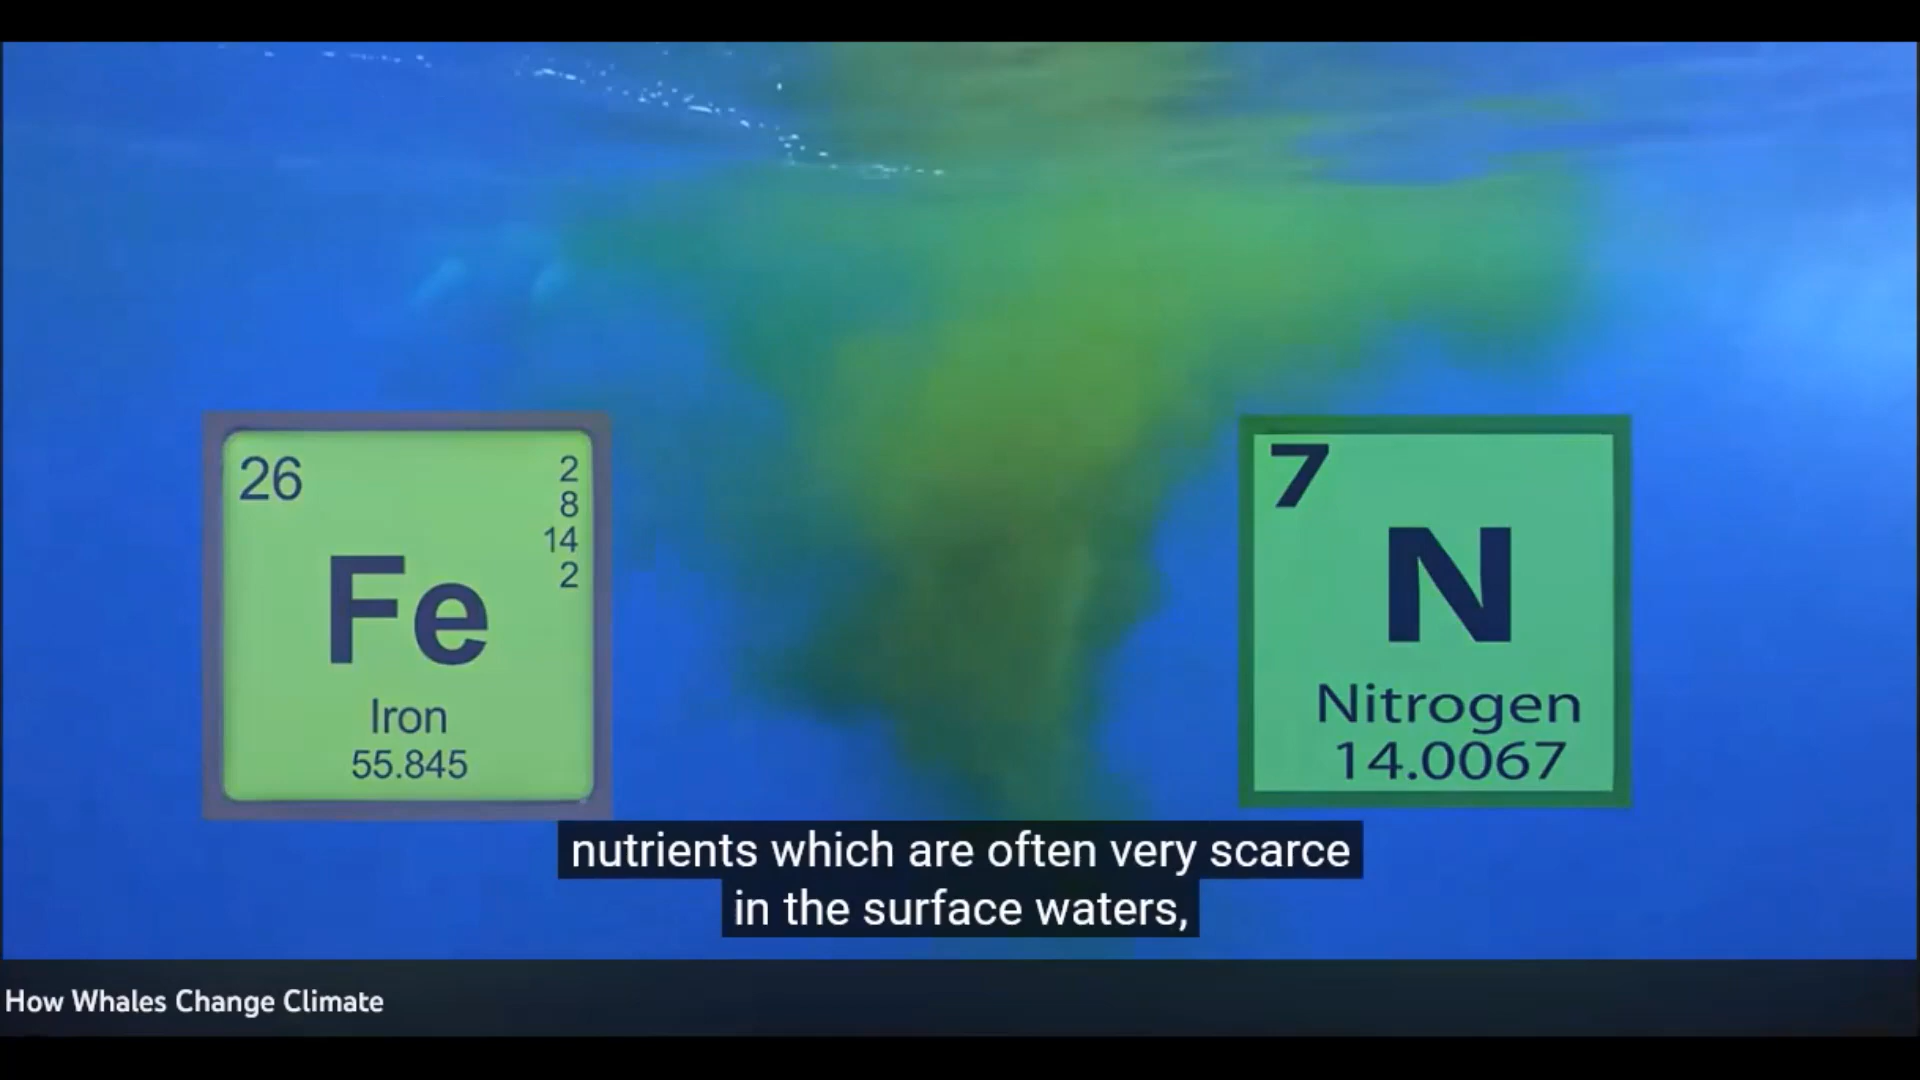 26
2
8
14
2
Fe
Iron
55.845
7
N
Nitrogen
14.0067
nutrients which are often very scarce
in the surface waters,
How Whales Change Climate